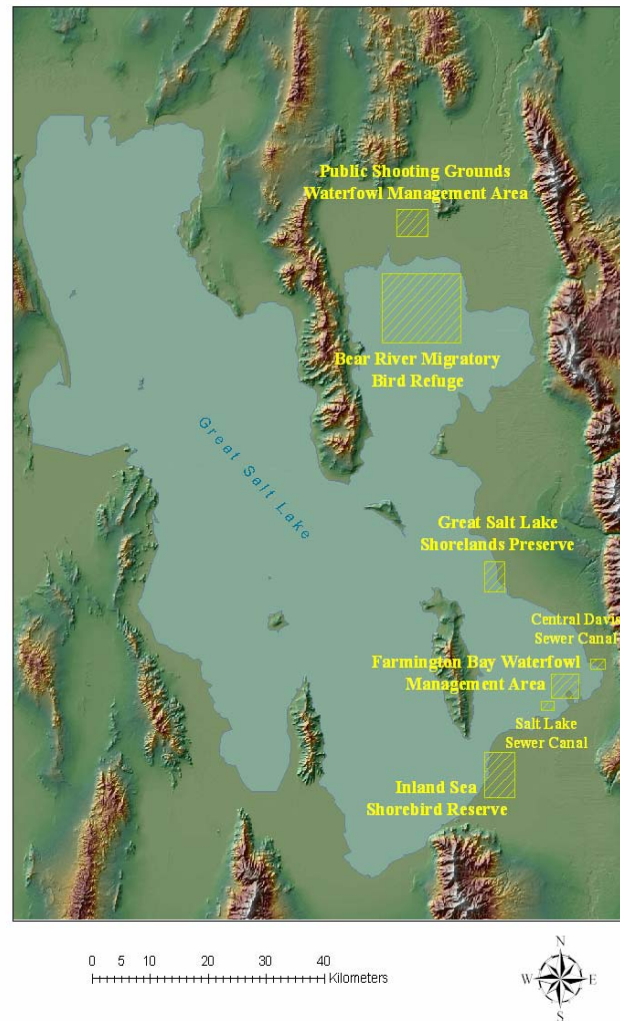 Public Shooting Grounds
Waterfowl Management Area
Bear River Migratory
Bird Refuge
Great Salt Lake
Great Salt Lake
Shorelands Preserve
Central Davis
Sewer Canal
Farmington Bay Waterfowl
Management Area
Salt Lake
Sewer Canal
Inland Sea
Shorebird Reserve
0 5 10 20 30 40
Kilometers
N
W E
S